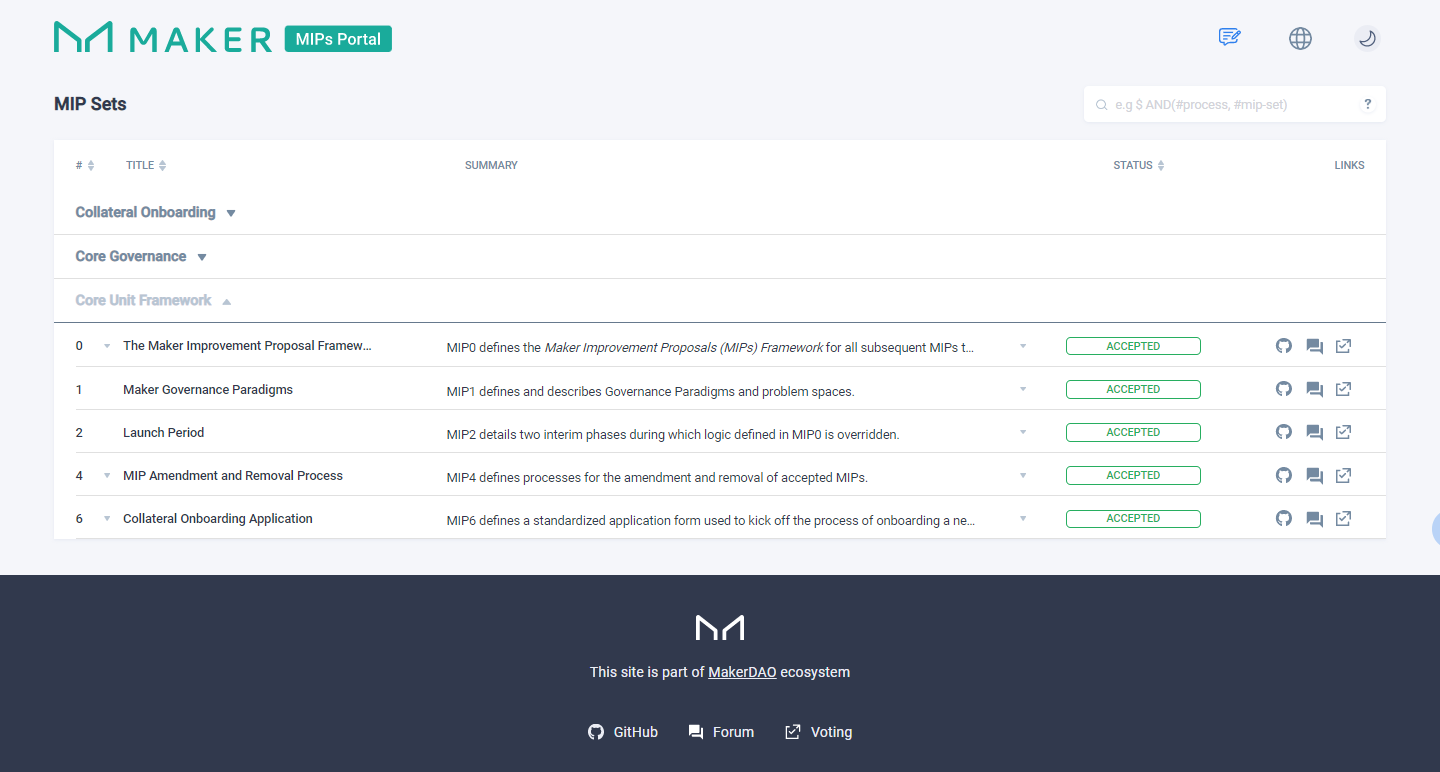 MAKER MIPs Portal
MIP Sets
e.g $ AND(#process, #mip-set) ?
# TITLE SUMMARY STATUS LINKS
Collateral Onboarding
Core Governance
Core Unit Framework
0 The Maker Improvement Proposal Framew... MIP0 defines the Maker Improvement Proposals (MIPs) Framework for all subsequent MIPs t... ACCEPTED
1 Maker Governance Paradigms MIP1 defines and describes Governance Paradigms and problem spaces. ACCEPTED
2 Launch Period MIP2 details two interim phases during which logic defined in MIP0 is overridden. ACCEPTED
4 MIP Amendment and Removal Process MIP4 defines processes for the amendment and removal of accepted MIPs. ACCEPTED
6 Collateral Onboarding Application MIP6 defines a standardized application form used to kick off the process of onboarding a ne... ACCEPTED
This site is part of MakerDAO ecosystem
GitHub Forum Voting